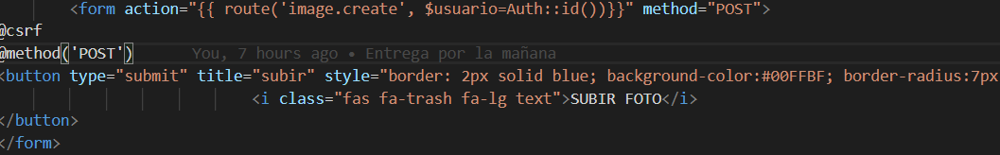 <form action="{{ route('image.create', $usuario=Auth::id())}}" method="POST">
@csrf
@method('POST') You, 7 hours ago • Entrega por la mañana
<button type="submit" title="subir" style="border: 2px solid blue; background-color:#00FFBF; border-radius:7px
<i class="fas fa-trash fa-lg text">SUBIR FOTO</i>
</button>
</form>